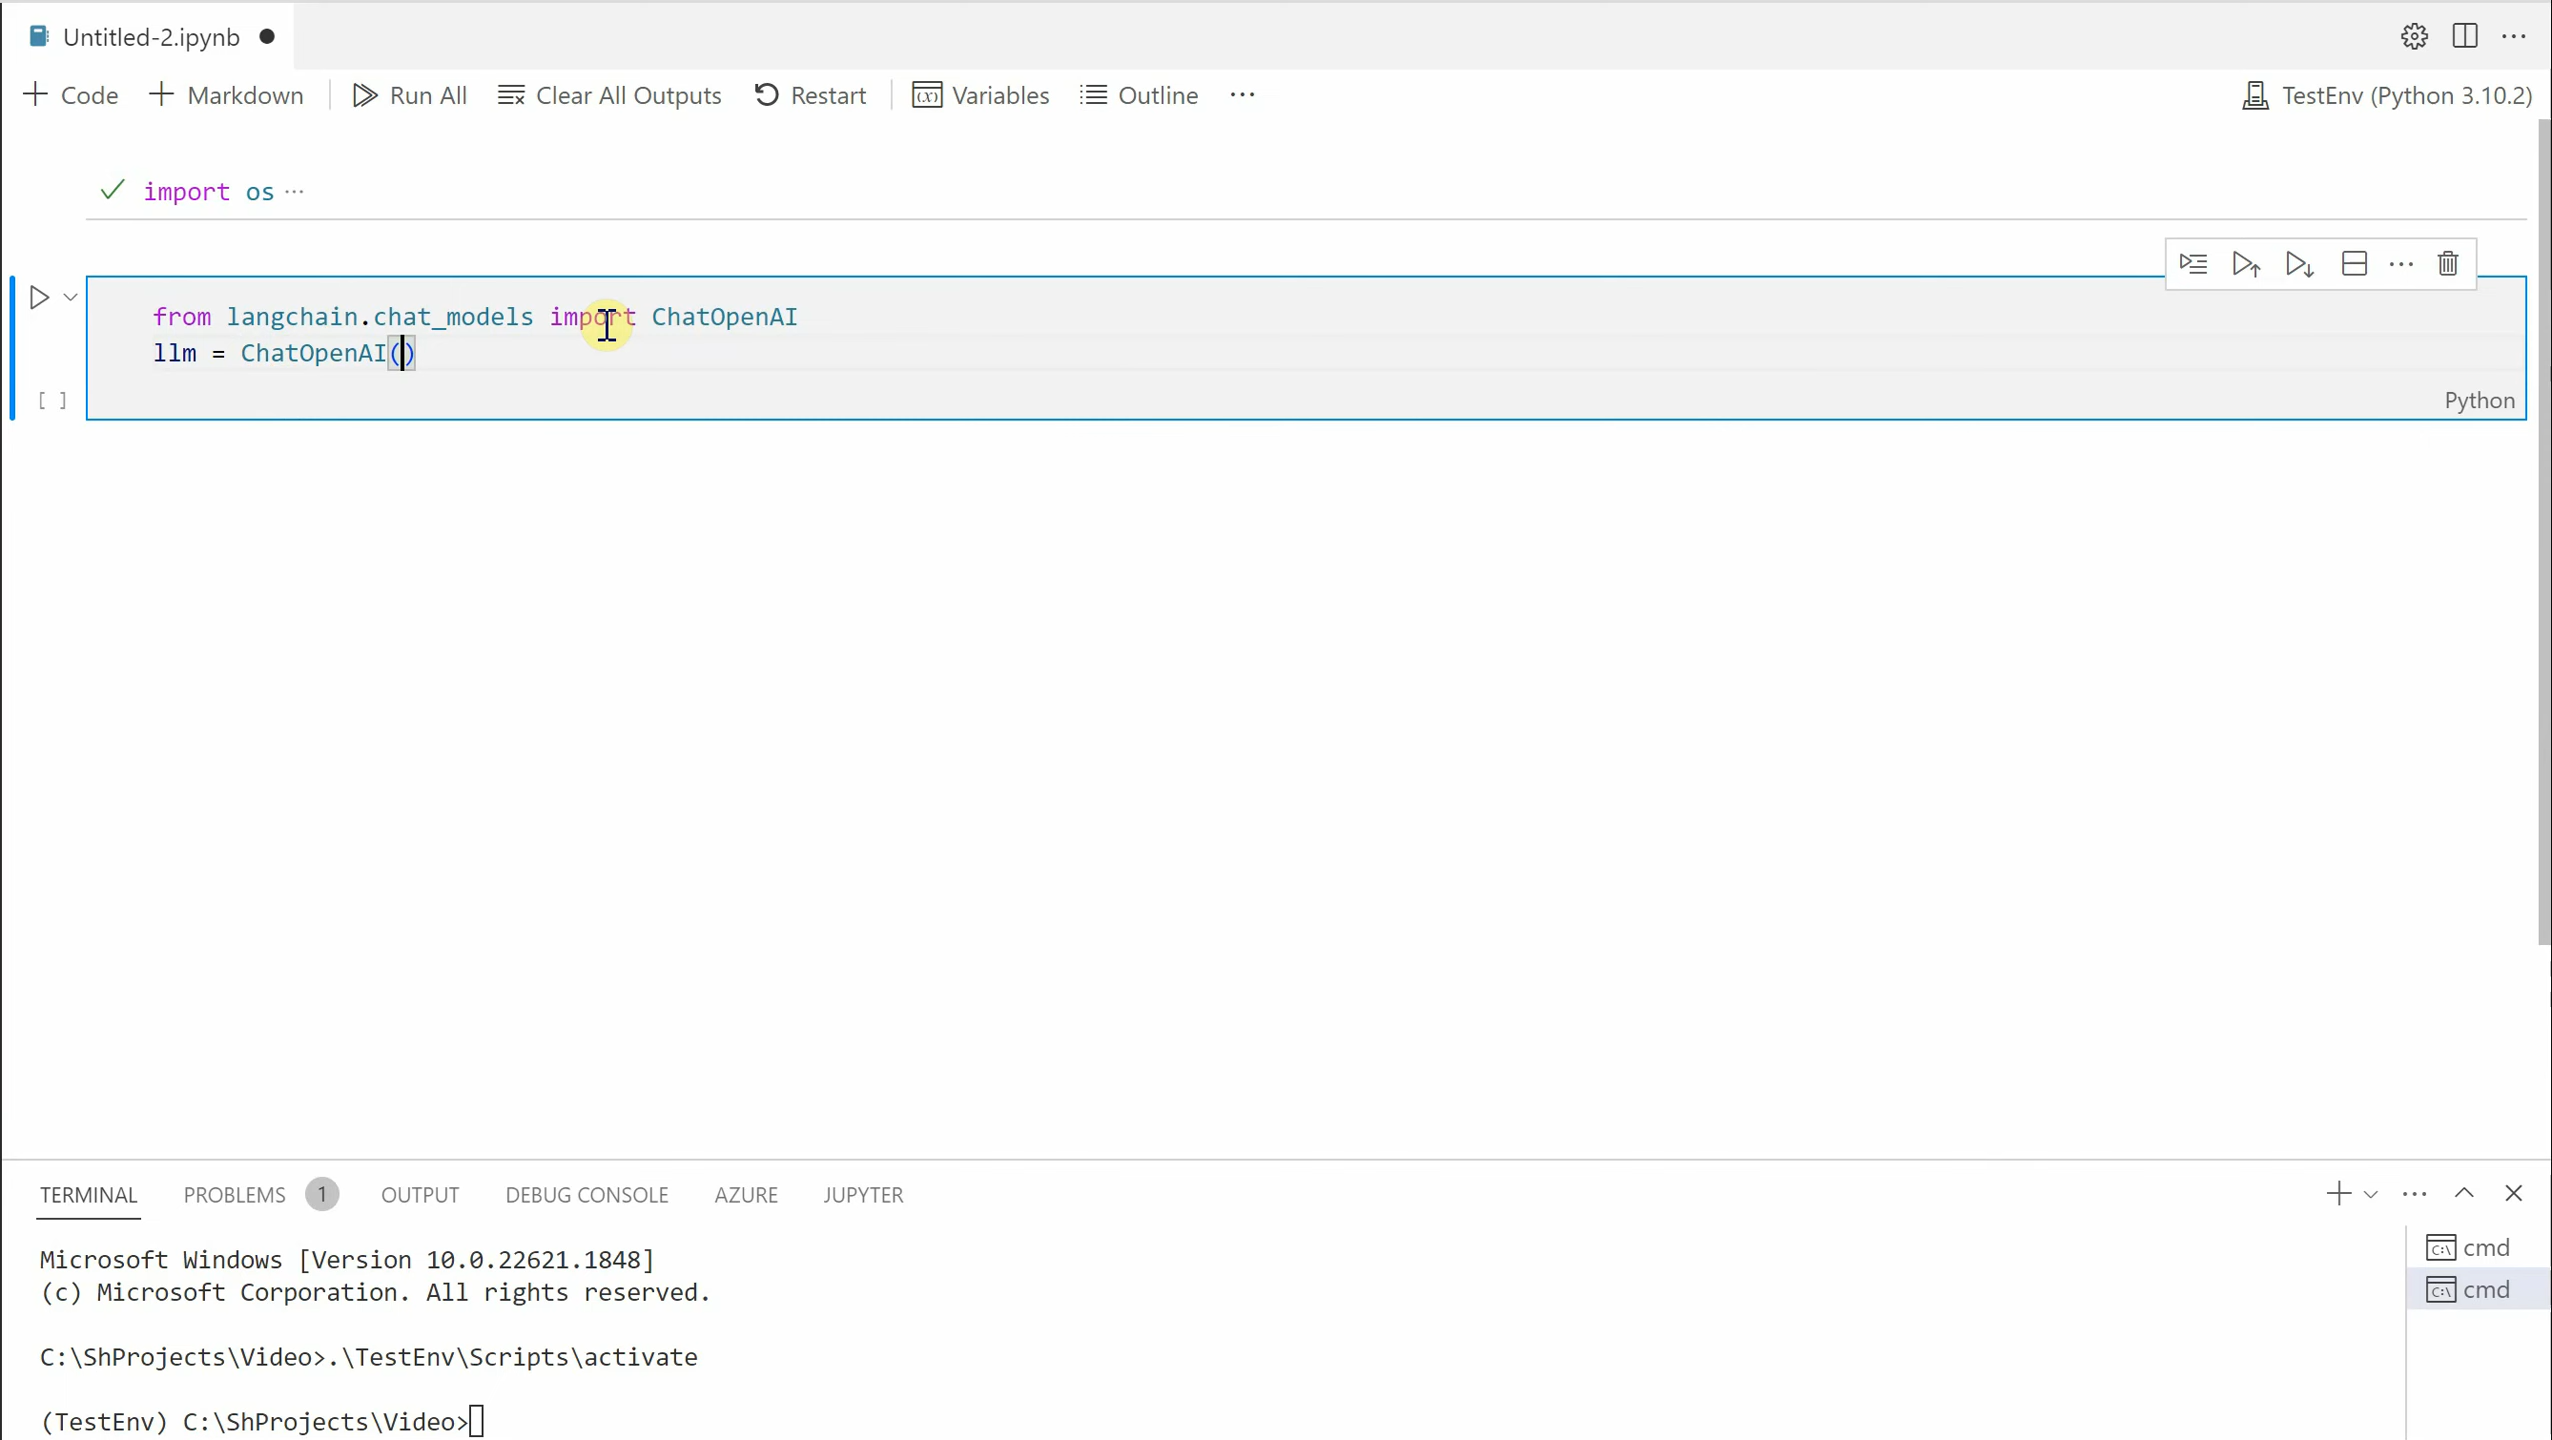 Untitled-2.ipynb
Code Markdown Run All Clear All Outputs Restart Variables Outline ··· TestEnv (Python 3.10.2)
import os ···
from langchain.chat_models import ChatOpenAI
llm = ChatOpenAI()
[ ] Python
TERMINAL PROBLEMS 1 OUTPUT DEBUG CONSOLE AZURE JUPYTER
Microsoft Windows [Version 10.0.22621.1848]
(c) Microsoft Corporation. All rights reserved.
C:\ShProjects\Video>.\TestEnv\Scripts\activate
(TestEnv) C:\ShProjects\Video>
cmd
cmd